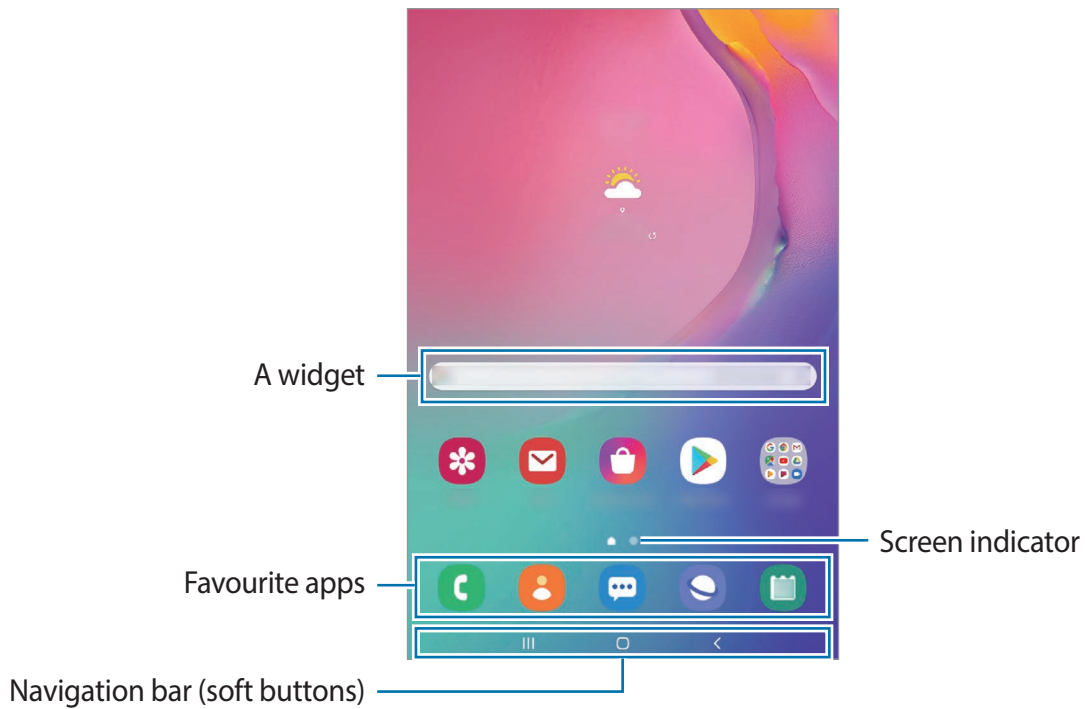 A widget
Screen indicator
Favourite apps
Navigation bar (soft buttons)